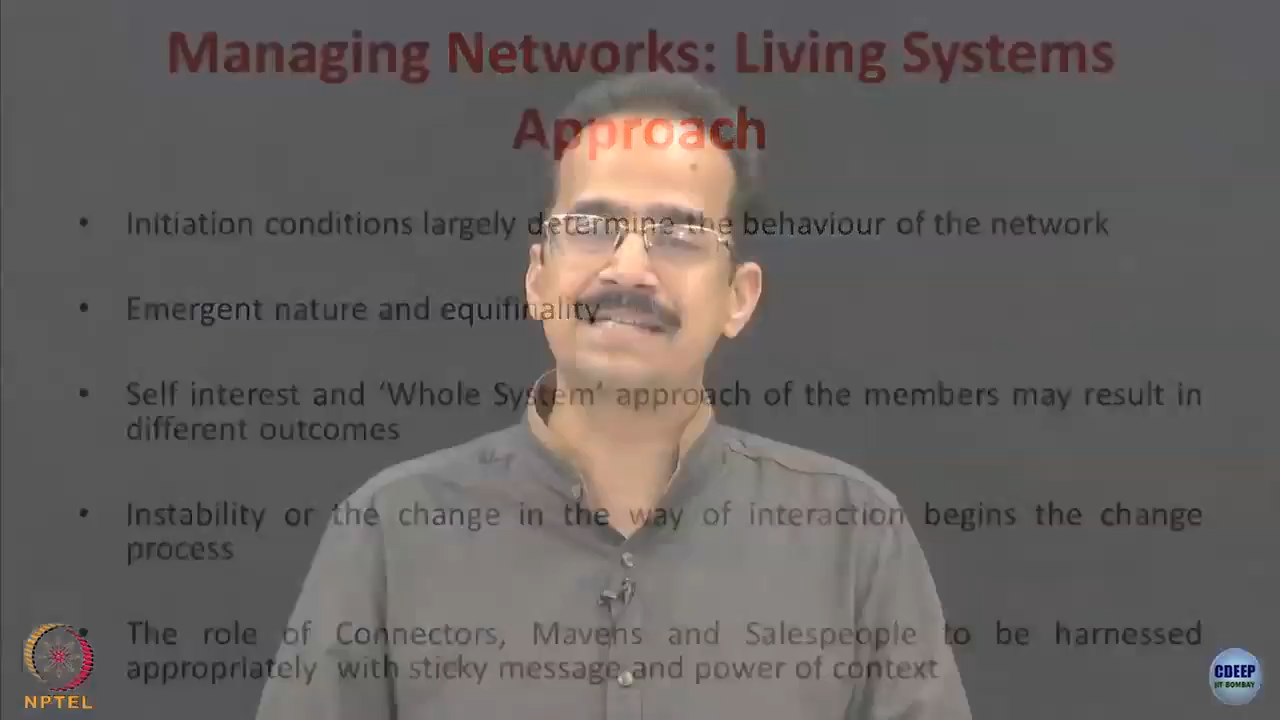 Managing Networks: Living Systems
Approach
• Initiation conditions largely determine the behaviour of the network
• Emergent nature and equifinality
• Self interest and ‘Whole System’ approach of the members may result in
different outcomes
• Instability or the change in the way of interaction begins the change
process
• The role of Connectors, Mavens and Salespeople to be harnessed
appropriately with sticky message and power of context
NPTEL
CDEEP
IIT BOMBAY